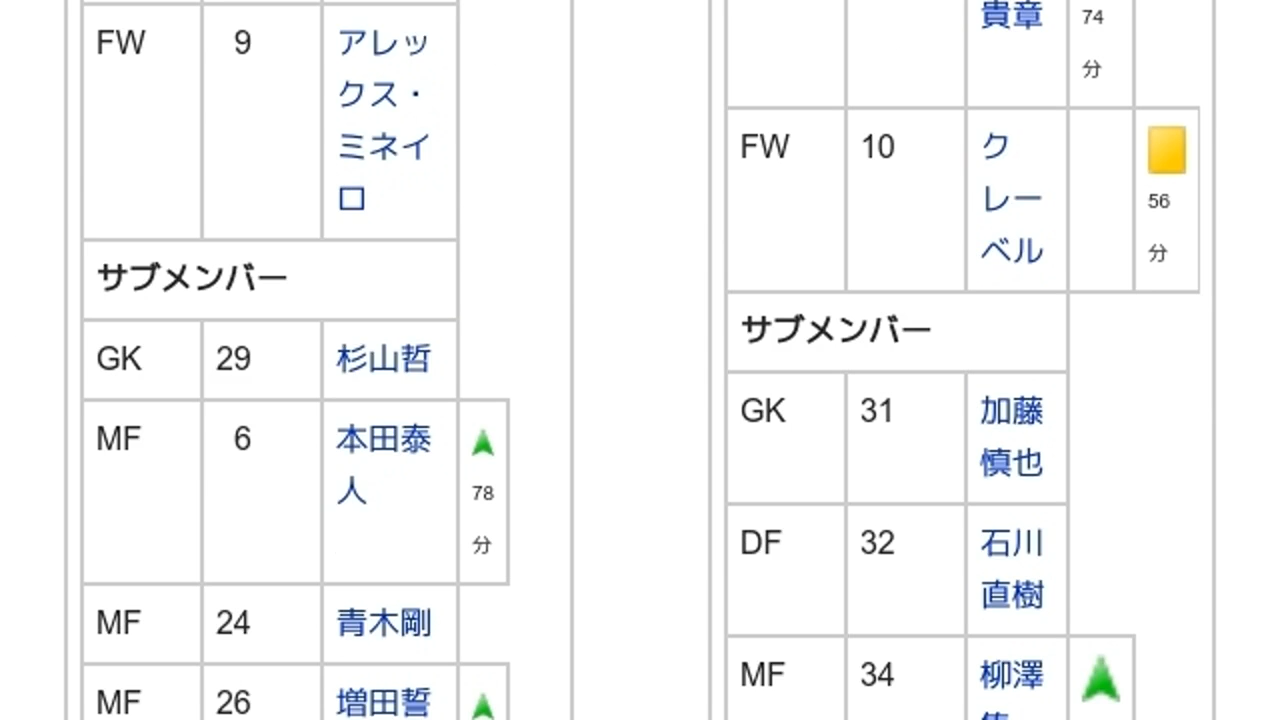 FW 9 アレッ
クス・
ミネイ
ロ
サブメンバー
GK 29 杉山哲
MF 6 本田泰
人
78
分
MF 24 青木剛
MF 26 増田誓
貴章
74
分
FW 10 ク
レー
ベル
56
分
サブメンバー
GK 31 加藤
慎也
DF 32 石川
直樹
MF 34 柳澤